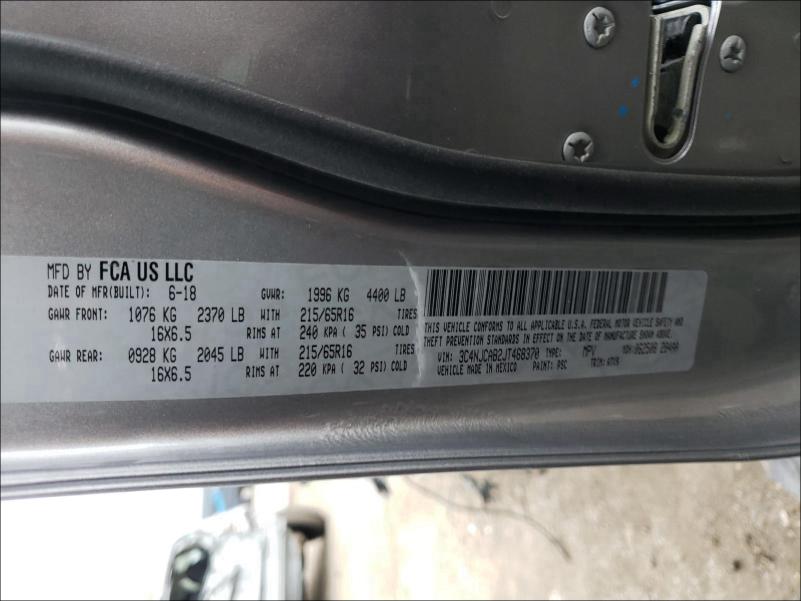 MFD BY FCA US LLC
DATE OF MFR(BUILT): 6-18 GVWR: 1996 KG 4400 LB
GAWR FRONT: 1076 KG 2370 LB WITH 215/65R16 TIRES
16X6.5 RIMS AT 240 KPA ( 35 PSI) COLD
GAWR REAR: 0928 KG 2045 LB WITH 215/65R16 TIRES
16X6.5 RIMS AT 220 KPA ( 32 PSI) COLD
THIS VEHICLE CONFORMS TO ALL APPLICABLE U.S.A. FEDERAL MOTOR VEHICLE SAFETY AND
THEFT PREVENTION STANDARDS IN EFFECT ON THE DATE OF MANUFACTURE SHOWN ABOVE.
VIN: 3C4NJCAB2JT468370 TYPE: MPV MDH: 062508
VEHICLE MADE IN MEXICO PAINT: PSC TRIM: